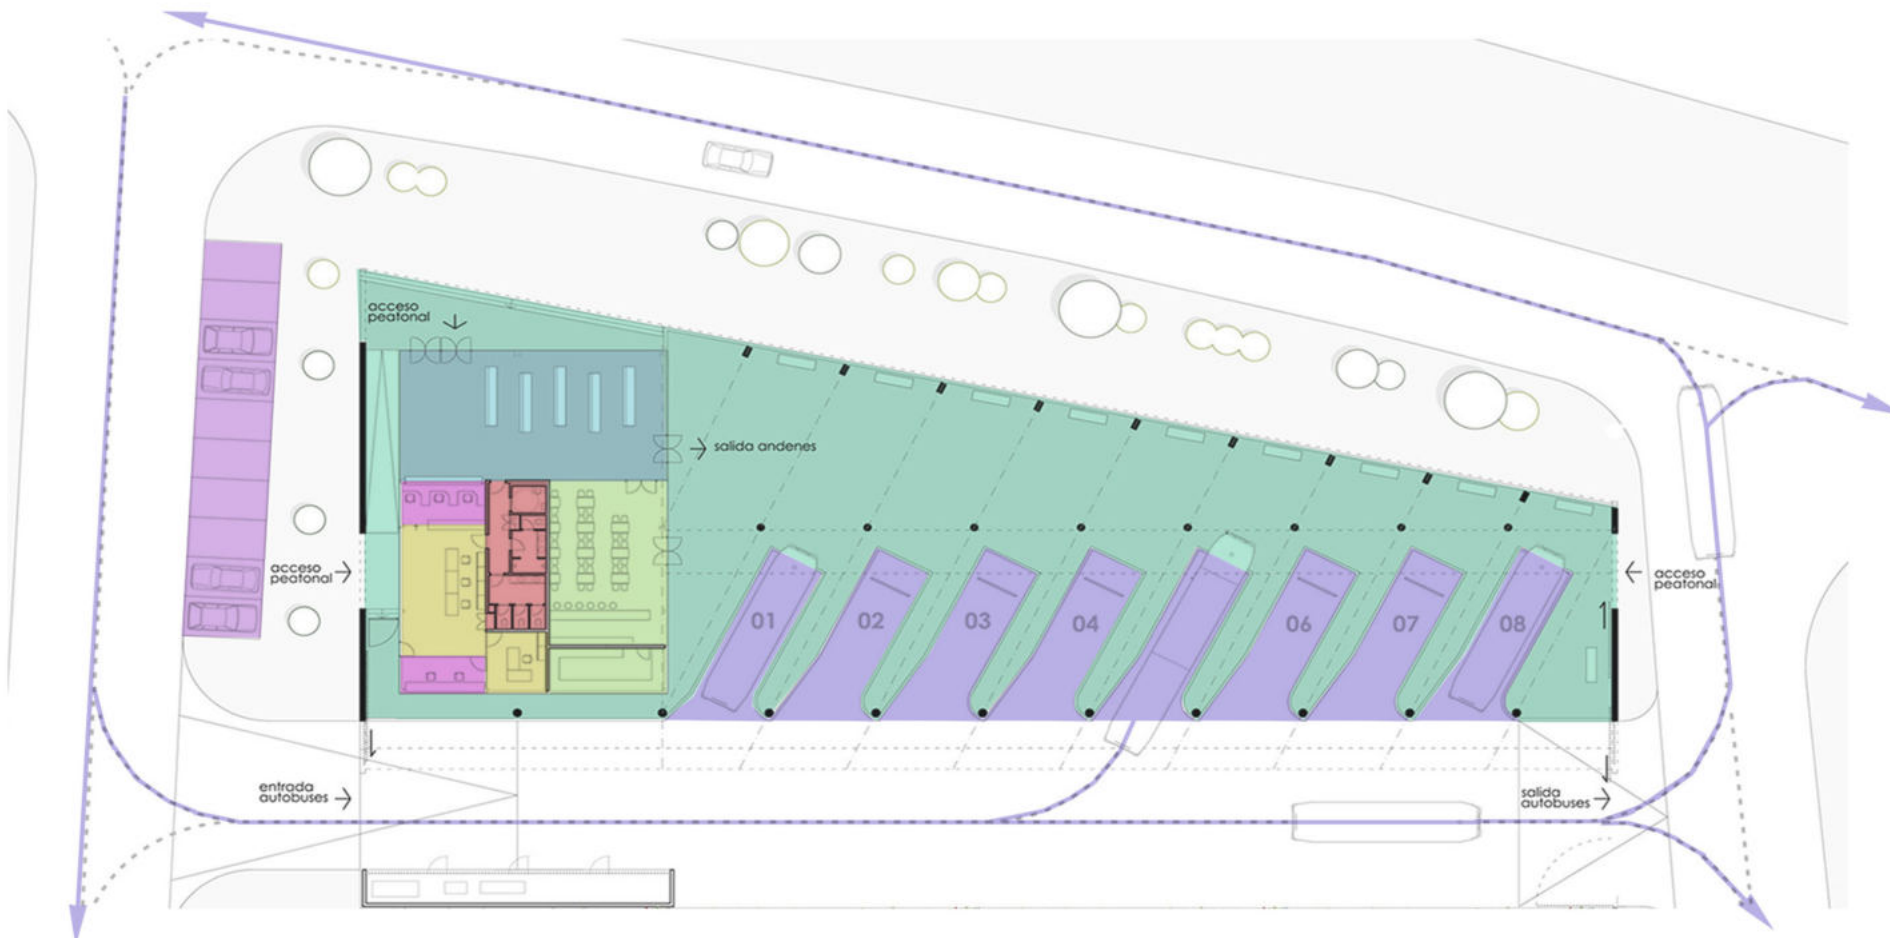 acceso
peatonal
salida andenes
acceso
peatonal
acceso
peatonal
01
02
03
04
06
07
08
entrada
autobuses
salida
autobuses